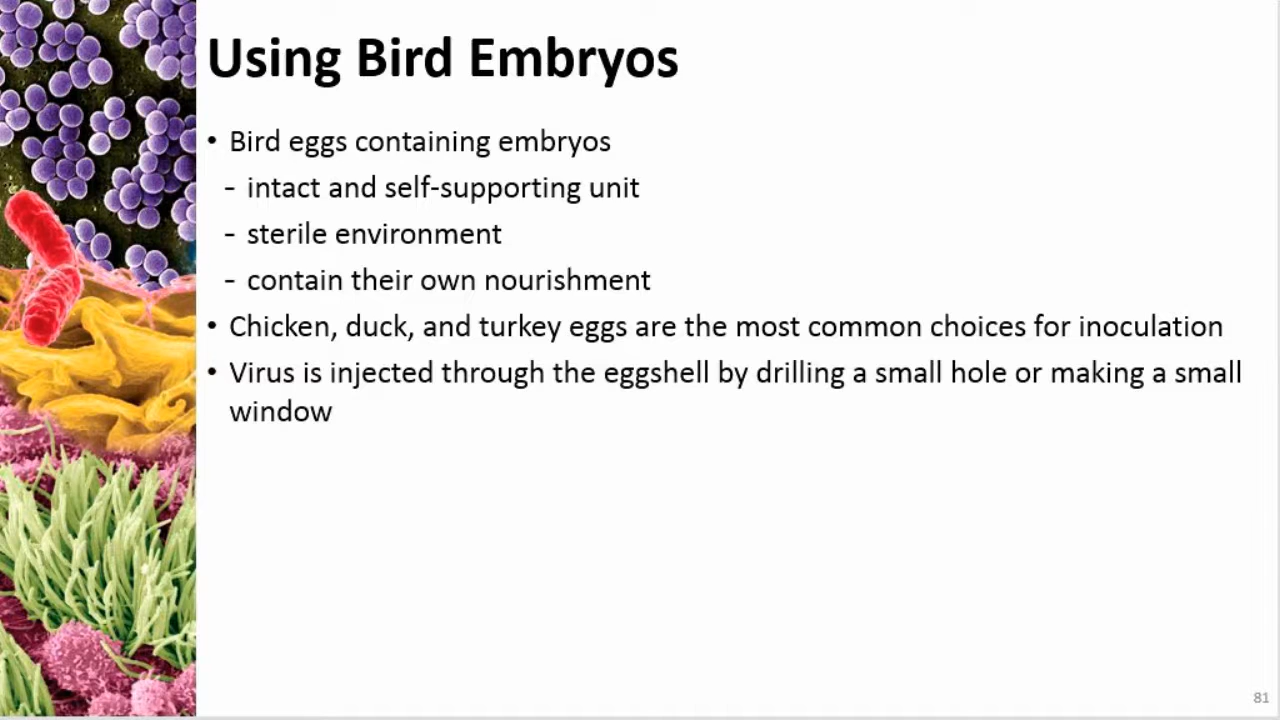 Using Bird Embryos
• Bird eggs containing embryos
- intact and self-supporting unit
- sterile environment
- contain their own nourishment
• Chicken, duck, and turkey eggs are the most common choices for inoculation
• Virus is injected through the eggshell by drilling a small hole or making a small
window
81